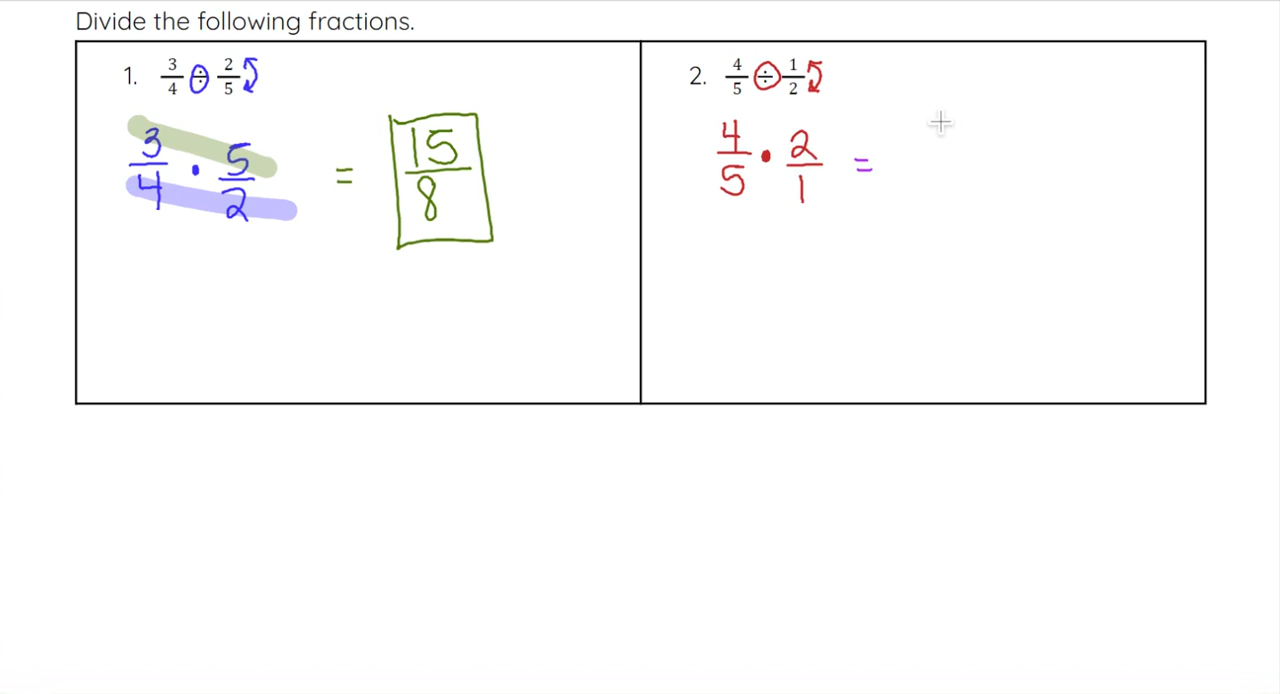 Divide the following fractions.
1. 3/4 ÷ 2/5
3/4 · 5/2 = 15/8
2. 4/5 ÷ 1/2
4/5 · 2/1 =